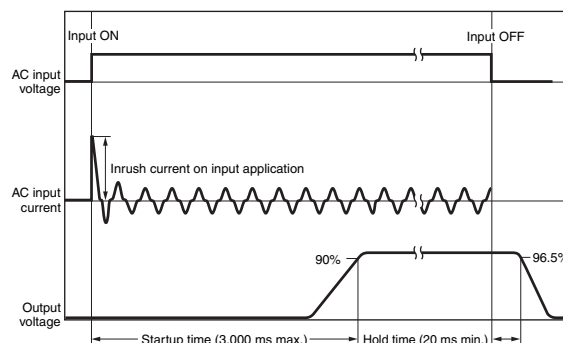 Input ON
Input OFF
AC input
voltage
Inrush current on input application
AC input
current
90%
96.5%
Output
voltage
Startup time (3,000 ms max.)
Hold time (20 ms min.)